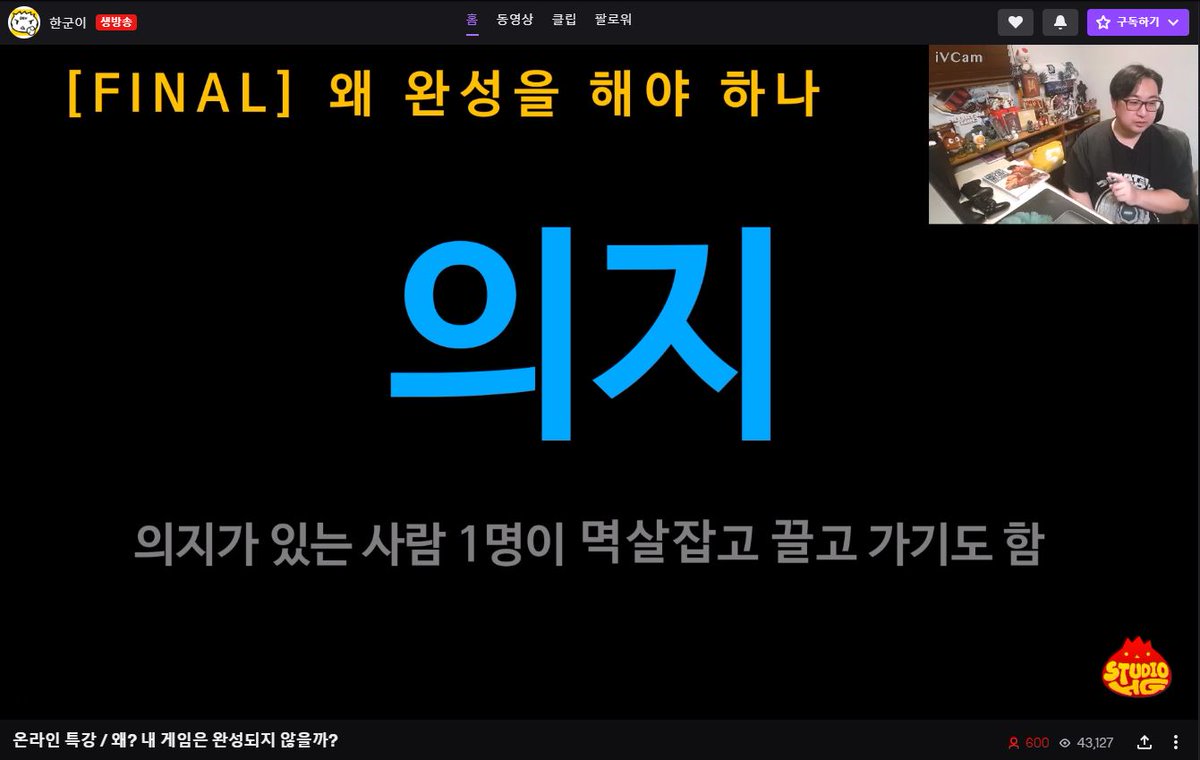 한군이 생방송 홈 동영상 클립 팔로워 구독하기
iVCam
[FINAL] 왜 완성을 해야 하나
의지
의지가 있는 사람 1명이 멱살잡고 끌고 가기도 함
STUDIO
HG
온라인 특강 / 왜? 내 게임은 완성되지 않을까? 600 43,127